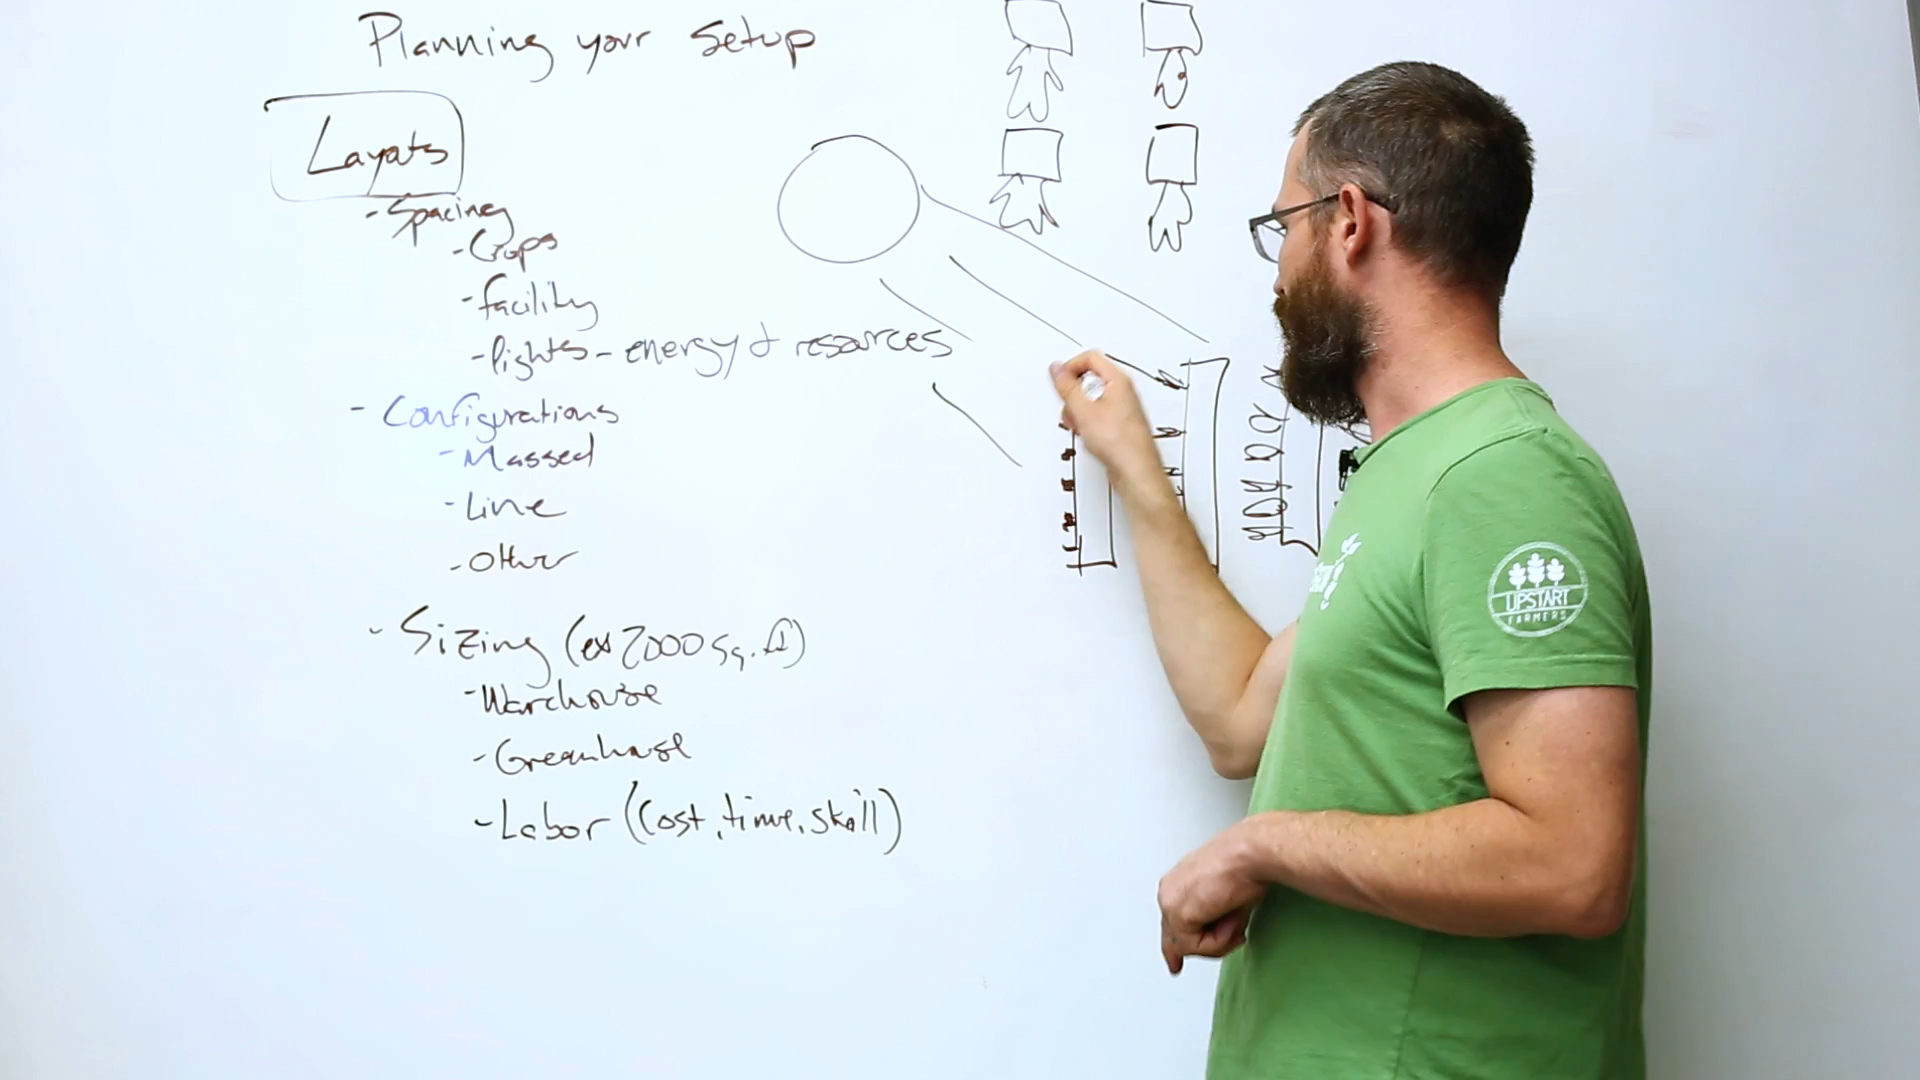 Planning your Setup
Layouts
- Spacing
- Crops
- facility
- lights - energy & resources
- Configurations
- Massed
- Line
- Other
- Sizing (ex 2000 sq. ft)
- Warehouse
- Greenhouse
- Labor (Cost, time, skill)
UPSTART
FARMERS